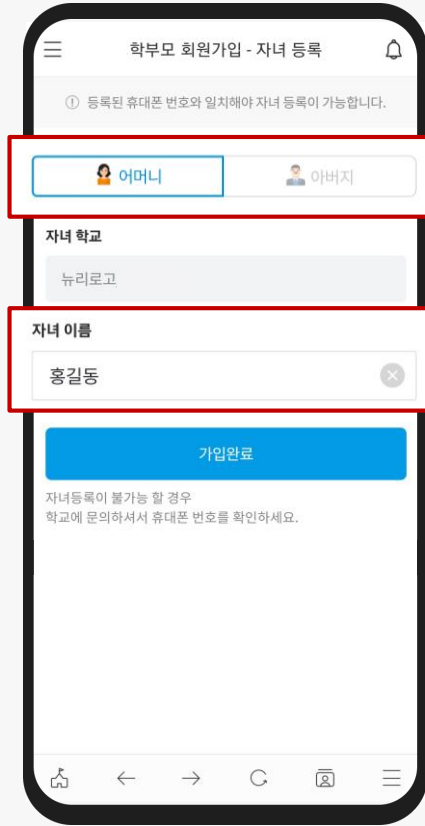 학부모 회원가입 - 자녀 등록
등록된 휴대폰 번호와 일치해야 자녀 등록이 가능합니다.
어머니 아버지
자녀 학교
뉴리로고
자녀 이름
홍길동
가입완료
자녀등록이 불가능 할 경우
학교에 문의하셔서 휴대폰 번호를 확인하세요.